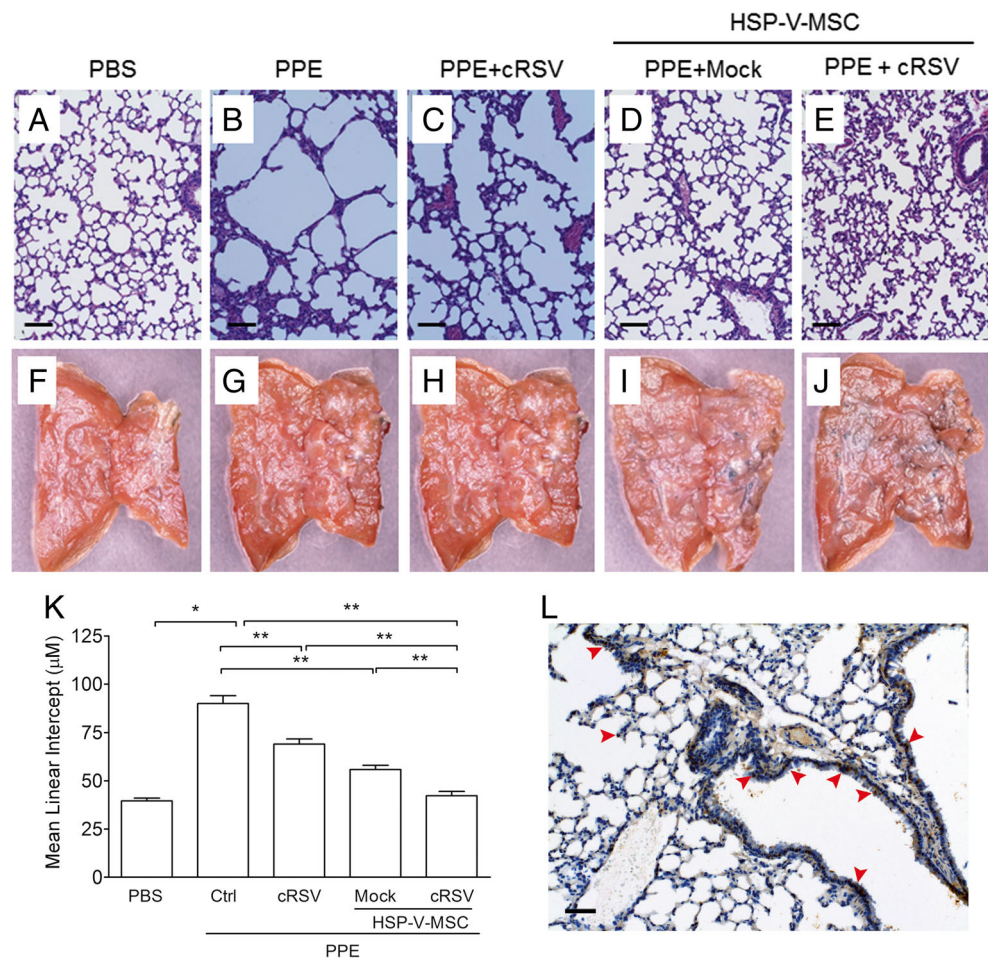 HSP-V-MSC
PBS PPE PPE+cRSV PPE+Mock PPE + cRSV
A B C D E
F G H I J
K L
* **
** **
** **
125
100
75
50
25
0
Mean Linear Intercept (μM)
PBS Ctrl cRSV Mock cRSV
HSP-V-MSC
PPE